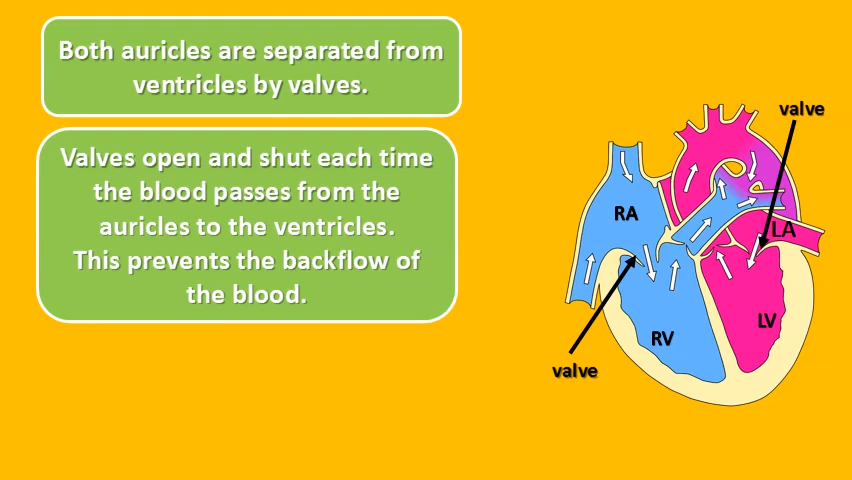 Both auricles are separated from
ventricles by valves.
Valves open and shut each time
the blood passes from the
auricles to the ventricles.
This prevents the backflow of
the blood.
valve
RA
LA
LV
RV
valve